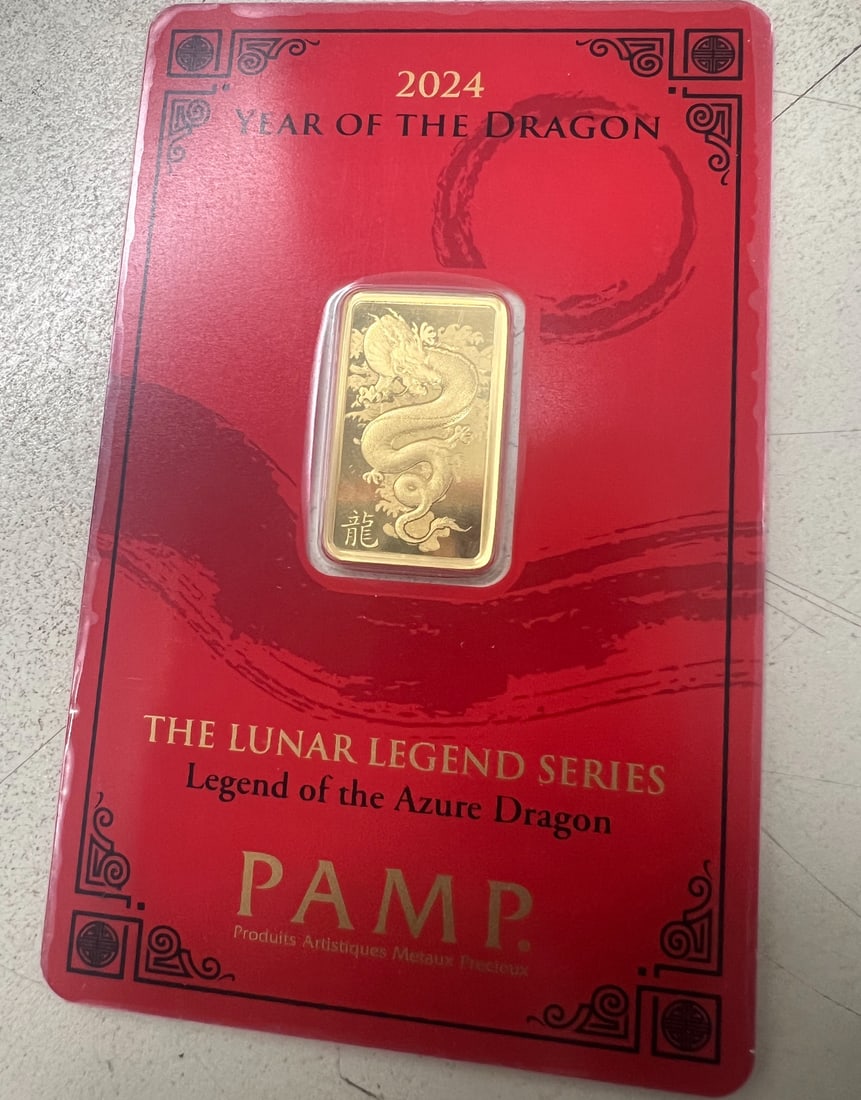 2024
YEAR OF THE DRAGON
龍
THE LUNAR LEGEND SERIES
Legend of the Azure Dragon
PAMP.
Produits Artistiques Metaux Precieux